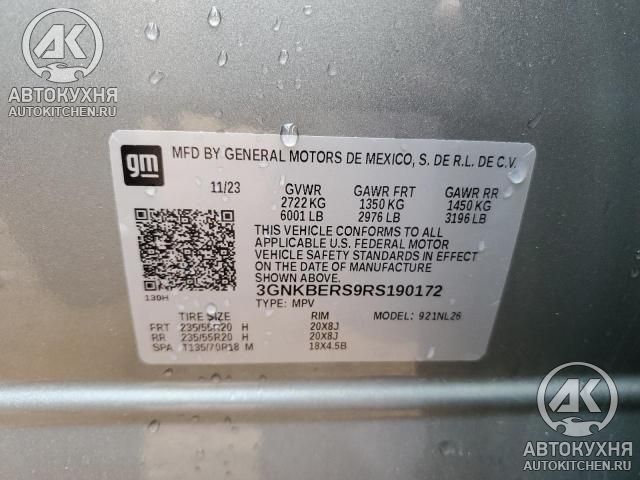 АВТОКУХНЯ
AUTOKITCHEN.RU
gm
MFD BY GENERAL MOTORS DE MEXICO, S. DE R.L. DE C.V.
11/23 GVWR GAWR FRT GAWR RR
2722 KG 1350 KG 1450 KG
6001 LB 2976 LB 3196 LB
THIS VEHICLE CONFORMS TO ALL
APPLICABLE U.S. FEDERAL MOTOR
VEHICLE SAFETY STANDARDS IN EFFECT
ON THE DATE OF MANUFACTURE
SHOWN ABOVE.
3GNKBERS9RS190172
130H
TYPE: MPV MODEL: 921NL26
TIRE SIZE RIM
FRT 235/55R20 H 20X8J
RR 235/55R20 H 20X8J
SPA T135/70R18 M 18X4.5B
АК
АВТОКУХНЯ
AUTOKITCHEN.RU